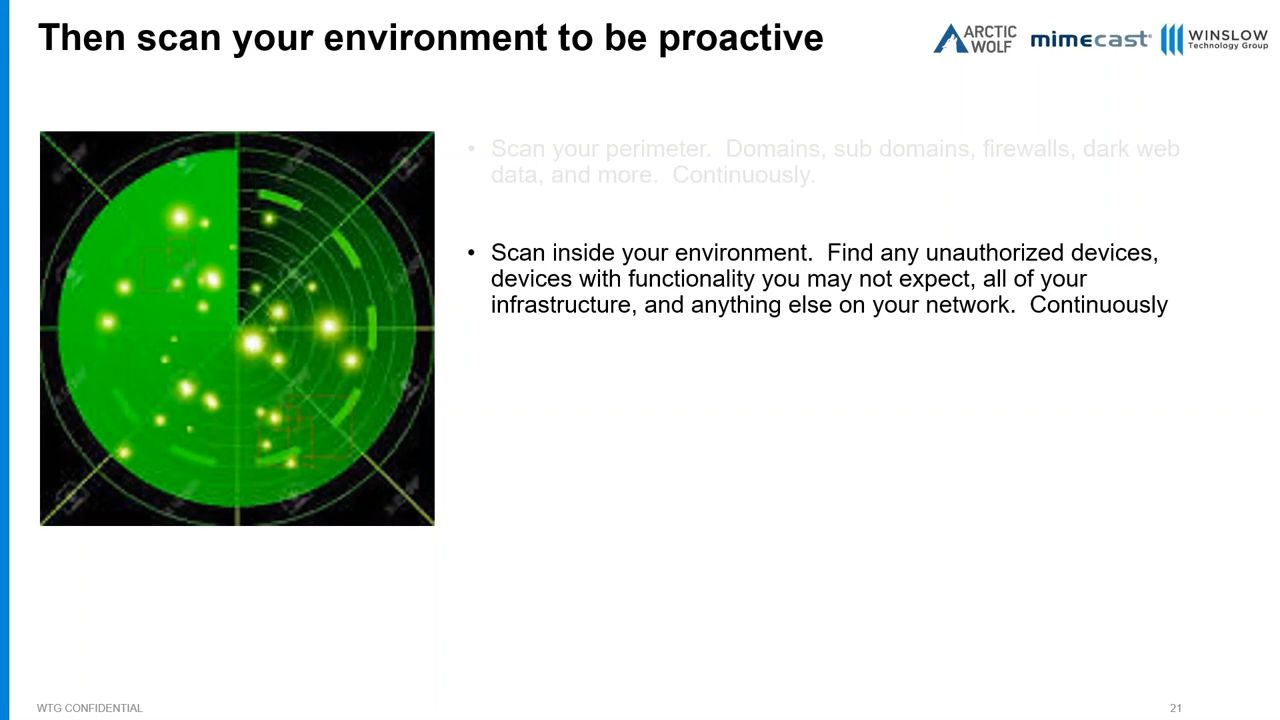 Then scan your environment to be proactive
ARCTIC
WOLF
mimecast
WINSLOW
Technology Group
• Scan your perimeter.  Domains, sub domains, firewalls, dark web
data, and more.  Continuously.
• Scan inside your environment.  Find any unauthorized devices,
devices with functionality you may not expect, all of your
infrastructure, and anything else on your network.  Continuously
WTG CONFIDENTIAL
21